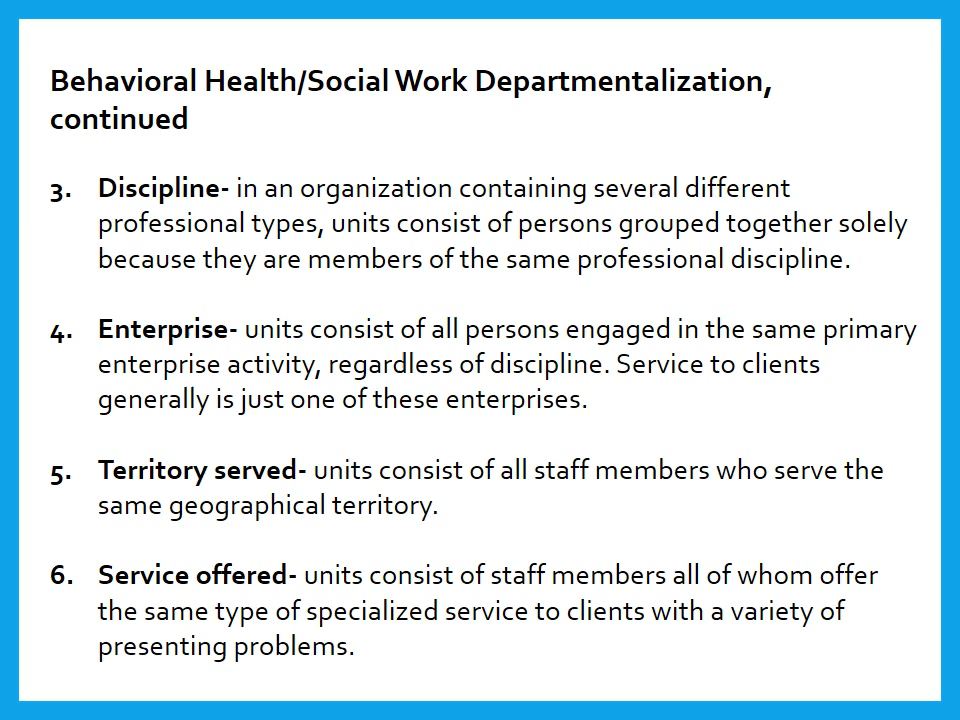 Behavioral Health/Social Work Departmentalization,
continued
3. Discipline- in an organization containing several different
professional types, units consist of persons grouped together solely
because they are members of the same professional discipline.
4. Enterprise- units consist of all persons engaged in the same primary
enterprise activity, regardless of discipline. Service to clients
generally is just one of these enterprises.
5. Territory served- units consist of all staff members who serve the
same geographical territory.
6. Service offered- units consist of staff members all of whom offer
the same type of specialized service to clients with a variety of
presenting problems.